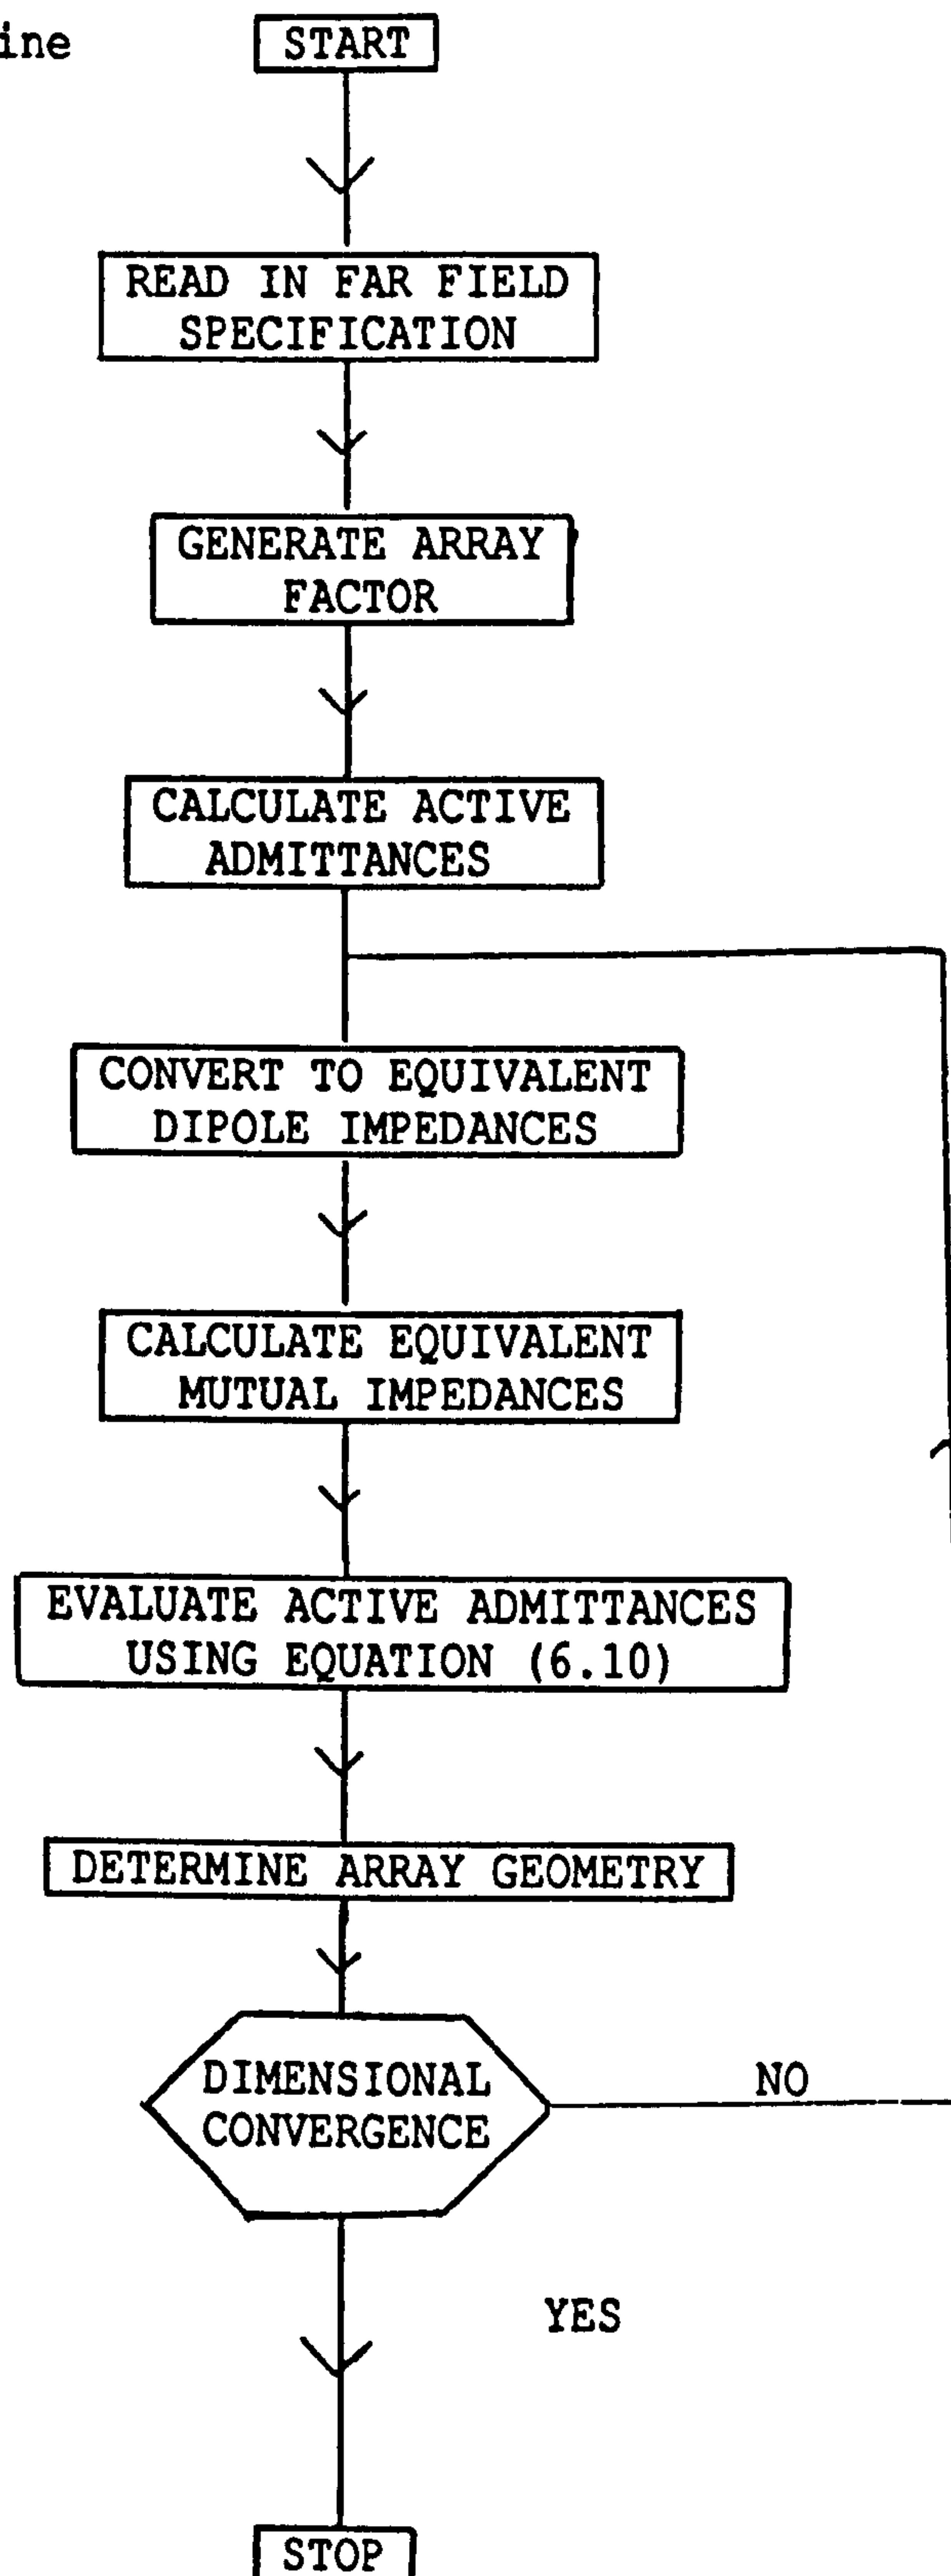 START
READ IN FAR FIELD
SPECIFICATION
GENERATE ARRAY
FACTOR
CALCULATE ACTIVE
ADMITTANCES
CONVERT TO EQUIVALENT
DIPOLE IMPEDANCES
CALCULATE EQUIVALENT
MUTUAL IMPEDANCES
EVALUATE ACTIVE ADMITTANCES
USING EQUATION (6.10)
DETERMINE ARRAY GEOMETRY
DIMENSIONAL
CONVERGENCE
NO
YES
STOP